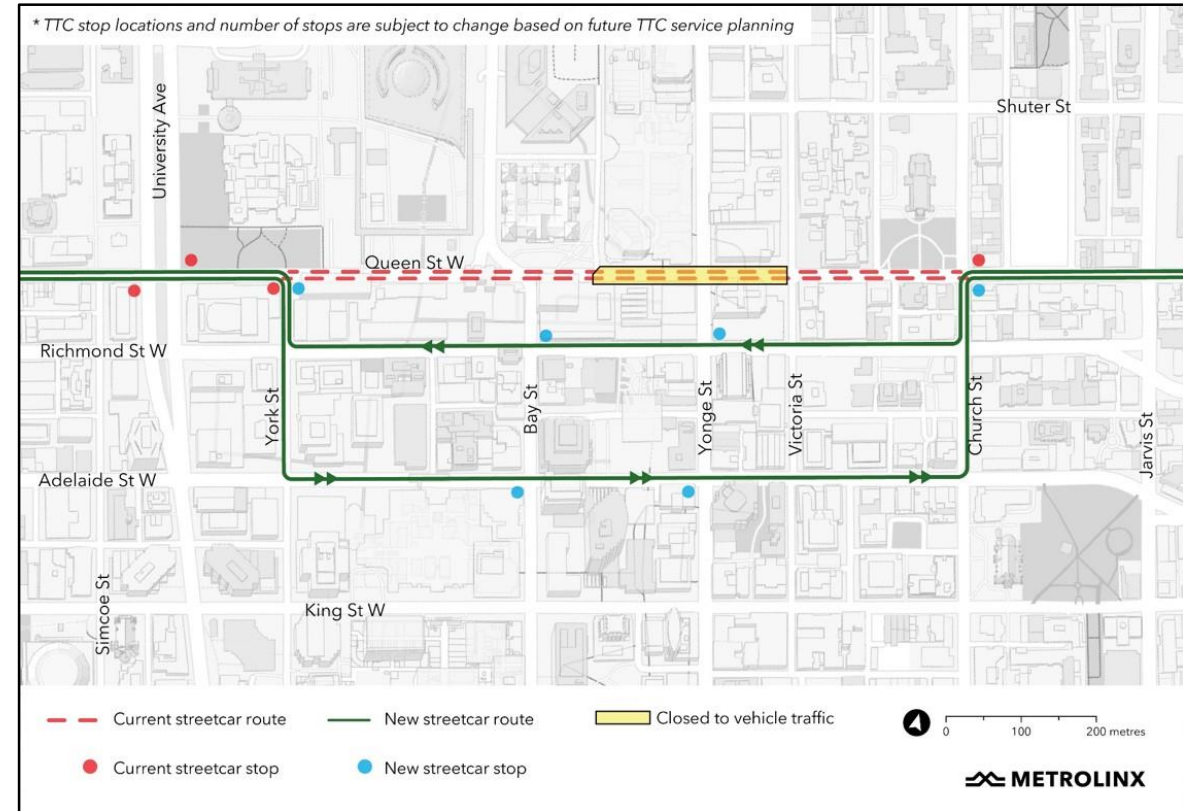 * TTC stop locations and number of stops are subject to change based on future TTC service planning
University Ave
Shuter St
Queen St W
Richmond St W
York St
Bay St
Yonge St
Victoria St
Church St
Jarvis St
Adelaide St W
Simcoe St
King St W
Current streetcar route
New streetcar route
Closed to vehicle traffic
0 100 200 metres
Current streetcar stop
New streetcar stop
METROLINX